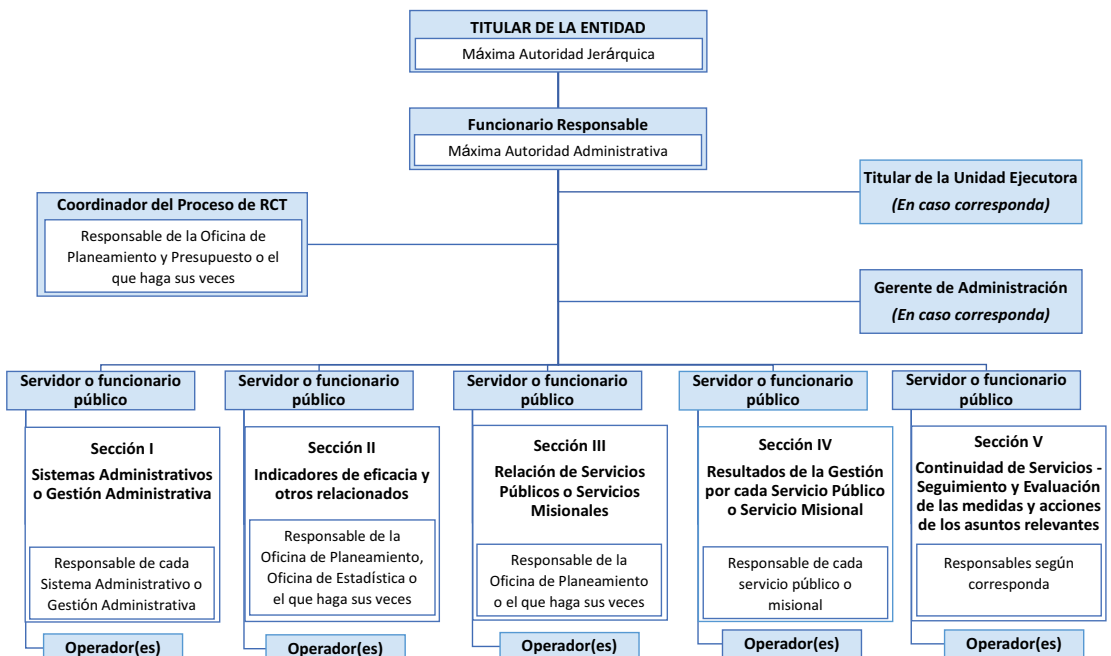 TITULAR DE LA ENTIDAD
Máxima Autoridad Jerárquica
Funcionario Responsable
Máxima Autoridad Administrativa
Titular de la Unidad Ejecutora
(En caso corresponda)
Coordinador del Proceso de RCT
Responsable de la Oficina de
Planeamiento y Presupuesto o el
que haga sus veces
Gerente de Administración
(En caso corresponda)
Servidor o funcionario
público
Sección I
Sistemas Administrativos
o Gestión Administrativa
Responsable de cada
Sistema Administrativo o
Gestión Administrativa
Operador(es)
Servidor o funcionario
público
Sección II
Indicadores de eficacia y
otros relacionados
Responsable de la
Oficina de Planeamiento,
Oficina de Estadística o
el que haga sus veces
Operador(es)
Servidor o funcionario
público
Sección III
Relación de Servicios
Públicos o Servicios
Misionales
Responsable de la
Oficina de Planeamiento
o el que haga sus veces
Operador(es)
Servidor o funcionario
público
Sección IV
Resultados de la Gestión
por cada Servicio Público
o Servicio Misional
Responsable de cada
servicio público o
misional
Operador(es)
Servidor o funcionario
público
Sección V
Continuidad de Servicios -
Seguimiento y Evaluación
de las medidas y acciones
de los asuntos relevantes
Responsables según
corresponda
Operador(es)